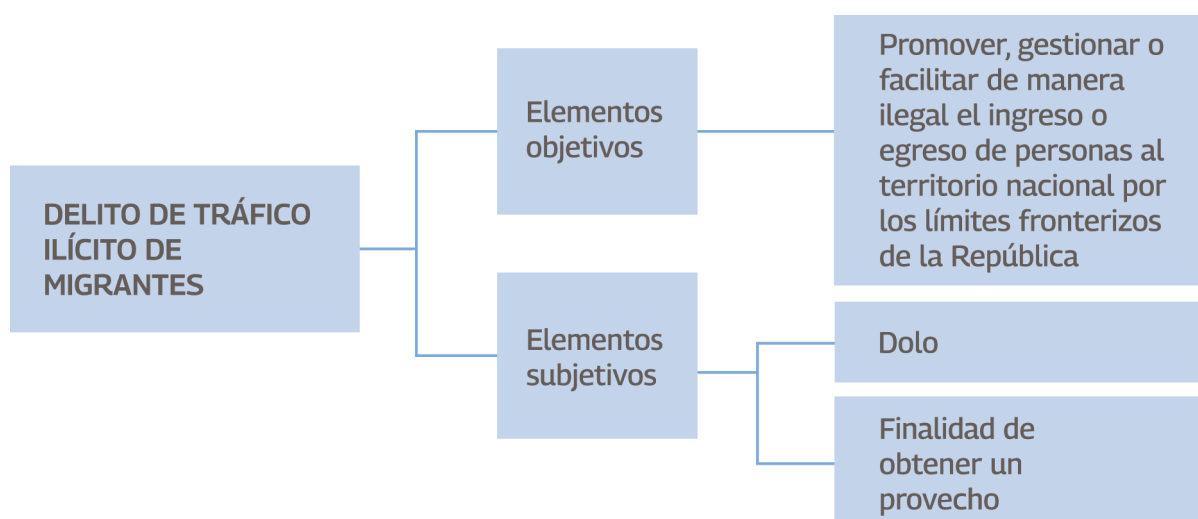 DELITO DE TRÁFICO
ILÍCITO DE
MIGRANTES
Elementos
objetivos
Promover, gestionar o
facilitar de manera
ilegal el ingreso o
egreso de personas al
territorio nacional por
los límites fronterizos
de la República
Elementos
subjetivos
Dolo
Finalidad de
obtener un
provecho